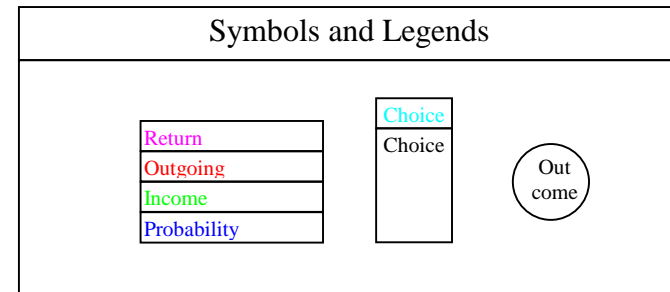 Symbols and Legends
Return
Outgoing
Income
Probability
Choice
Choice
Out
come